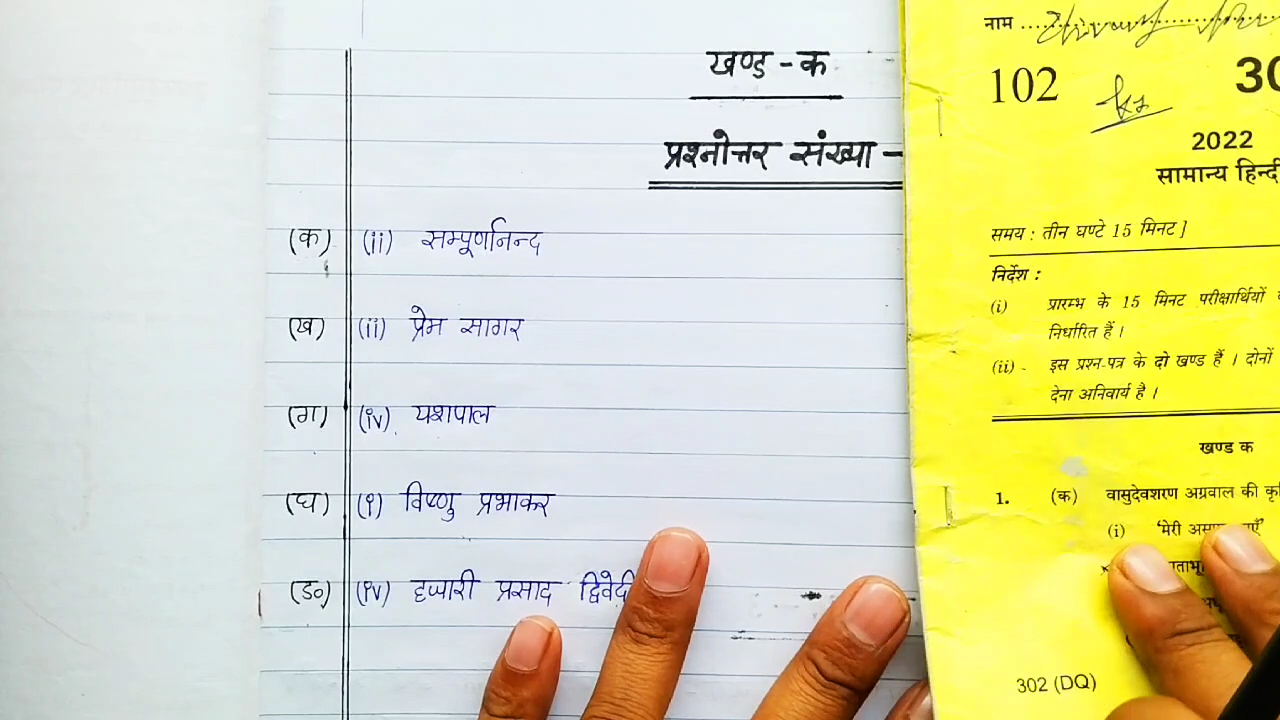 खण्ड - क
प्रश्नोत्तर संख्या -
(क) (ii) सम्पूर्णानन्द
(ख) (ii) प्रेम सागर
(ग) (iv) यशपाल
(घ) (i) विष्णु प्रभाकर
(ड०) (iv) हजारी प्रसाद द्विवेदी
नाम
102
30
2022
सामान्य हिन्दी
समय : तीन घण्टे 15 मिनट ]
निर्देश :
(i) प्रारम्भ के 15 मिनट परीक्षार्थियों
निर्धारित हैं ।
(ii) इस प्रश्न-पत्र के दो खण्ड हैं । दोनों
देना अनिवार्य है ।
खण्ड क
1. (क) वासुदेवशरण अग्रवाल की
(i) 'मेरी
302 (DQ)